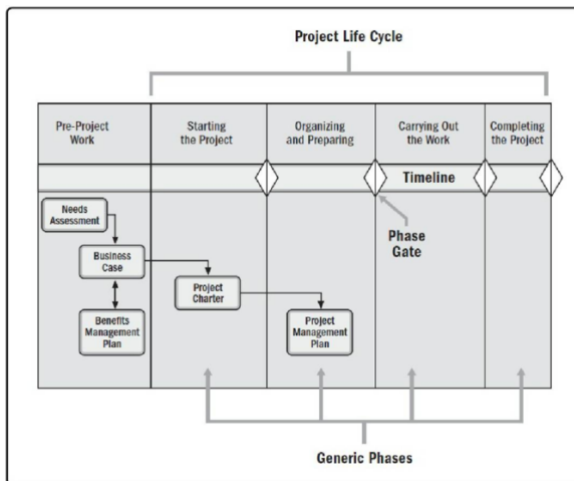 Project Life Cycle
Pre-Project
Work
Starting
the Project
Organizing
and Preparing
Carrying Out
the Work
Completing
the Project
Timeline
Needs
Assessment
Phase
Gate
Business
Case
Project
Charter
Benefits
Management
Plan
Project
Management
Plan
Generic Phases